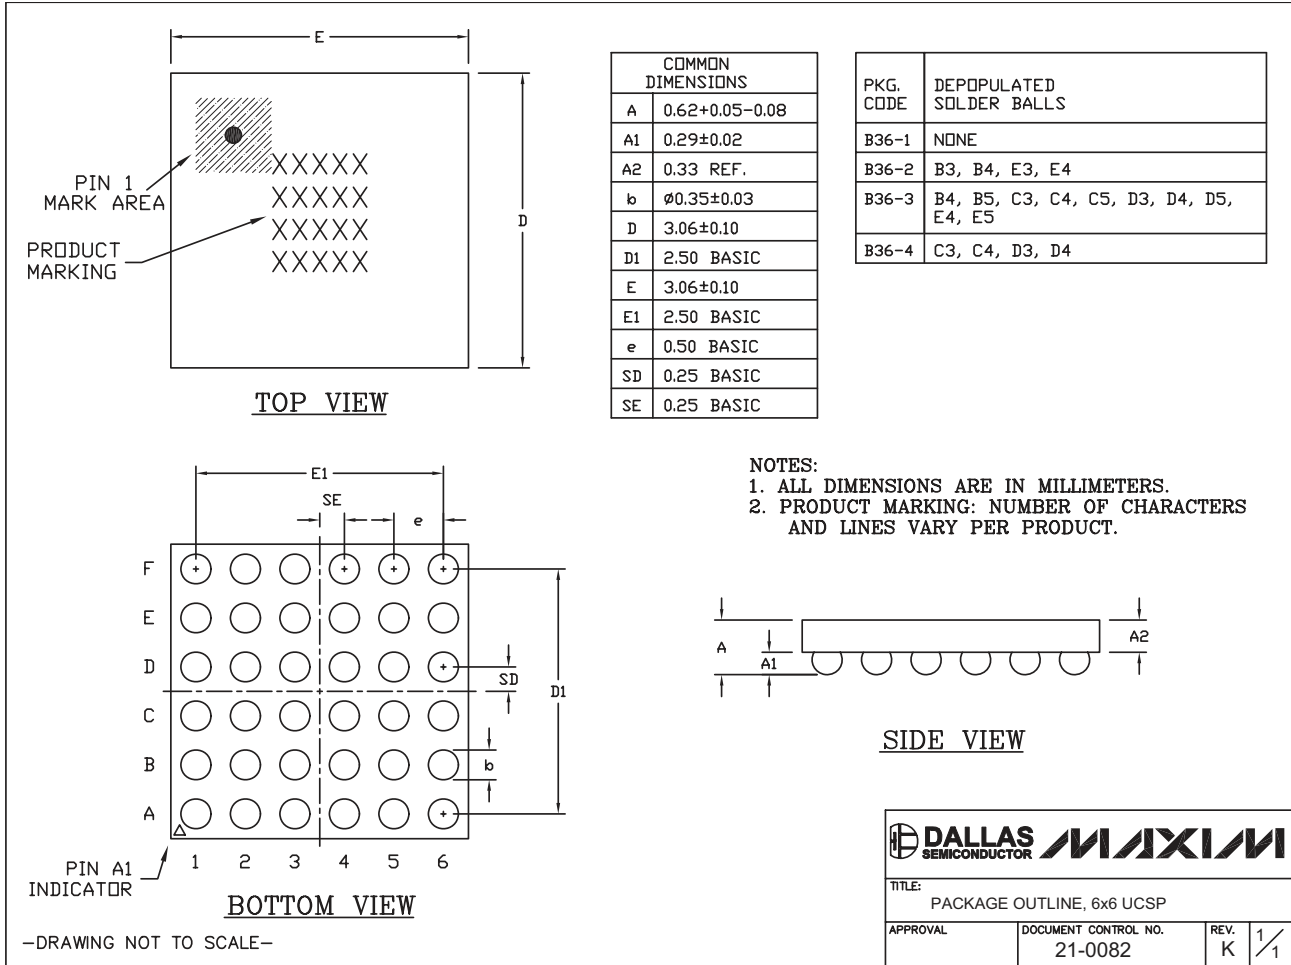 E
PIN 1
MARK AREA
PRODUCT
MARKING
XXXXX
XXXXX
XXXXX
XXXXX
D
TOP VIEW
COMMON
DIMENSIONS
A 0.62+0.05-0.08
A1 0.29±0.02
A2 0.33 REF.
b Ø0.35±0.03
D 3.06±0.10
D1 2.50 BASIC
E 3.06±0.10
E1 2.50 BASIC
e 0.50 BASIC
SD 0.25 BASIC
SE 0.25 BASIC
PKG.
CODE
DEPOPULATED
SOLDER BALLS
B36-1 NONE
B36-2 B3, B4, E3, E4
B36-3 B4, B5, C3, C4, C5, D3, D4, D5,
E4, E5
B36-4 C3, C4, D3, D4
NOTES:
1. ALL DIMENSIONS ARE IN MILLIMETERS.
2. PRODUCT MARKING: NUMBER OF CHARACTERS
AND LINES VARY PER PRODUCT.
E1
SE
e
F
E
D
C
B
A
SD
D1
b
1 2 3 4 5 6
PIN A1
INDICATOR
BOTTOM VIEW
-DRAWING NOT TO SCALE-
A
A1
A2
SIDE VIEW
DALLAS
SEMICONDUCTOR
MAXIM
TITLE:
PACKAGE OUTLINE, 6x6 UCSP
APPROVAL
DOCUMENT CONTROL NO.
21-0082
REV.
K
1/1